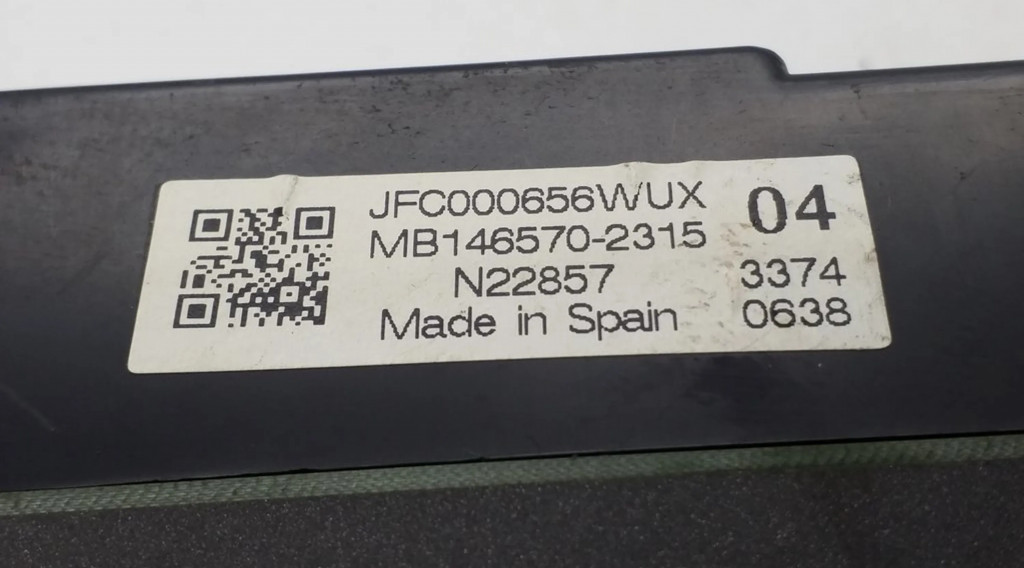 JFC000656WUX
MB146570-2315
N22857
Made in Spain
04
3374
0638